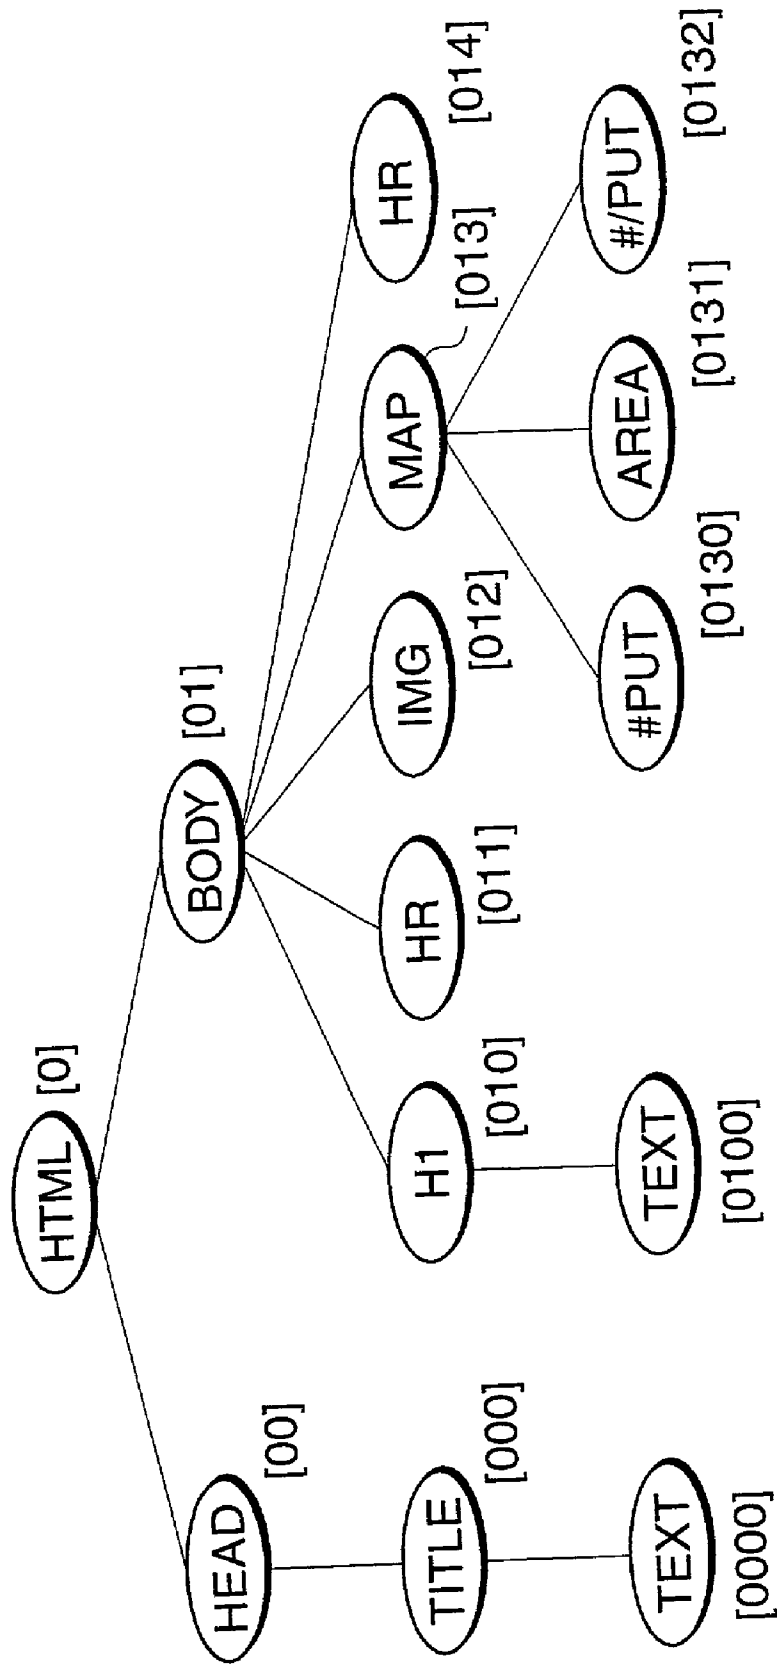 HTML [0]
HEAD [00]
BODY [01]
TITLE [000]
H1 [010]
HR [011]
IMG [012]
MAP [013]
HR [014]
TEXT [0000]
TEXT [0100]
#PUT [0130]
AREA [0131]
#/PUT [0132]